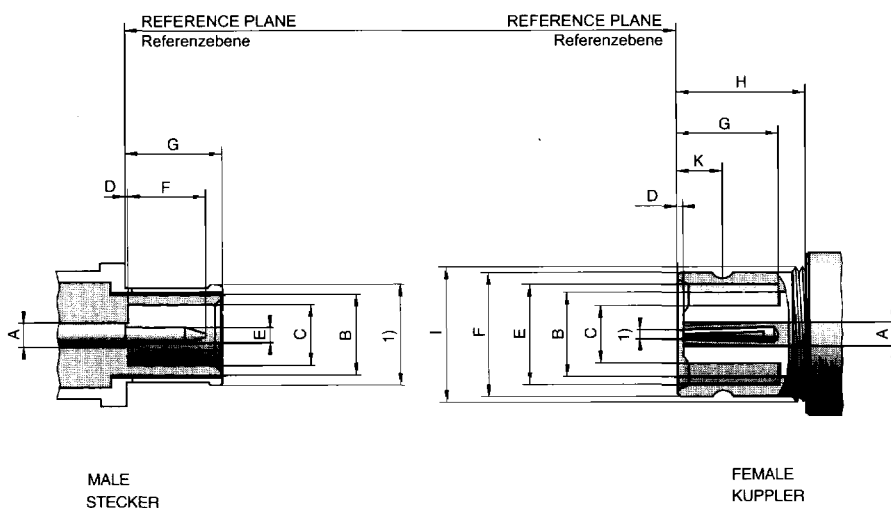 REFERENCE PLANE
Referenzebene
REFERENCE PLANE
Referenzebene
H
G
G
K
D
F
D
A
E
C
B
1)
I
F
E
B
C
1)
A
MALE
STECKER
FEMALE
KUPPLER